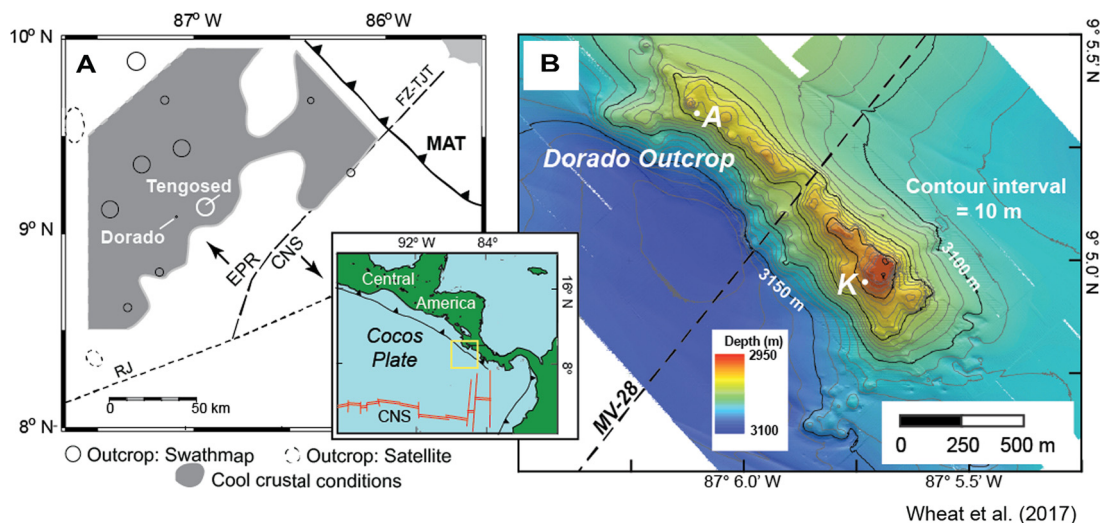 87° W
86° W
10° N
A
FZ-TJT
MAT
Tengosed
Dorado
9° N
EPR
CNS
RJ
0
50 km
8° N
92° W
84°
Central
America
16° N
Cocos
Plate
8°
CNS
Outcrop: Swathmap
Outcrop: Satellite
Cool crustal conditions
B
9° 5.5'N
A
Dorado Outcrop
Contour interval
= 10 m
3100 m
9° 5.0'N
3150 m
K
Depth (m)
2950
3100
MV-28
0
250
500 m
87° 6.0' W
87° 5.5' W
Wheat et al. (2017)